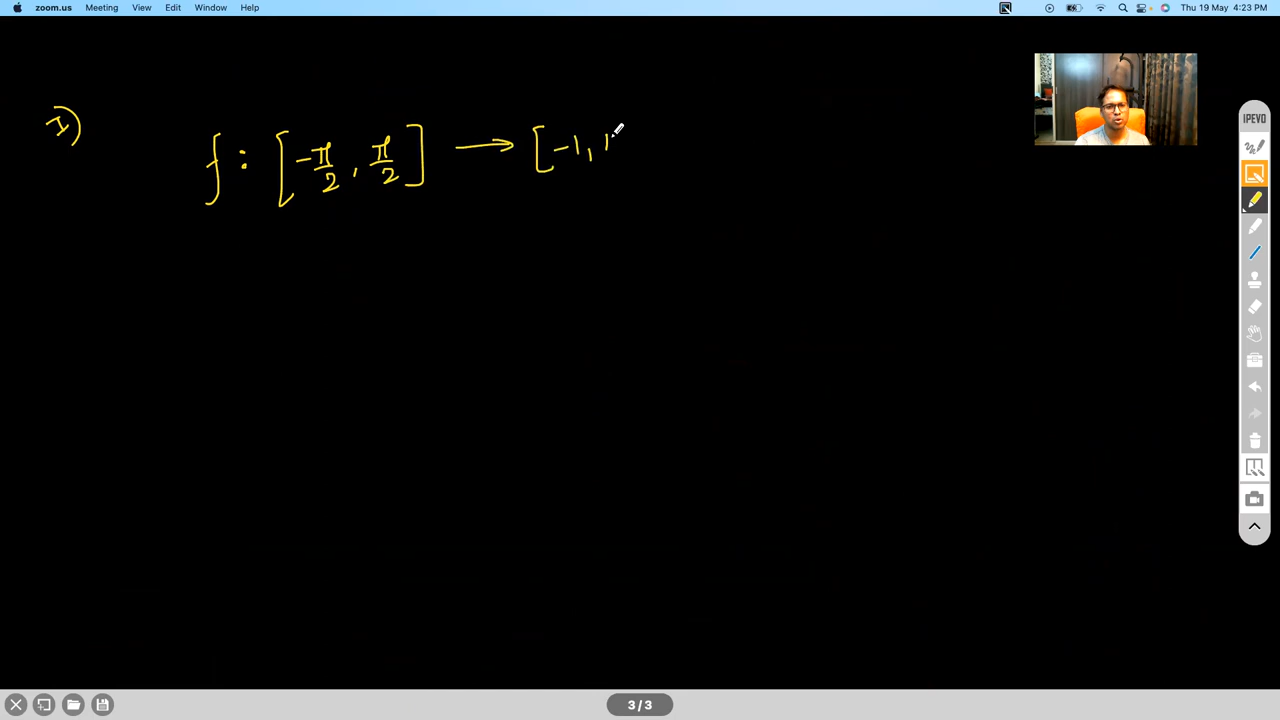 zoom.us Meeting View Edit Window Help Thu 19 May 4:23 PM
I) f : [-π/2, π/2] → [-1, 1
IPEVO
3/3